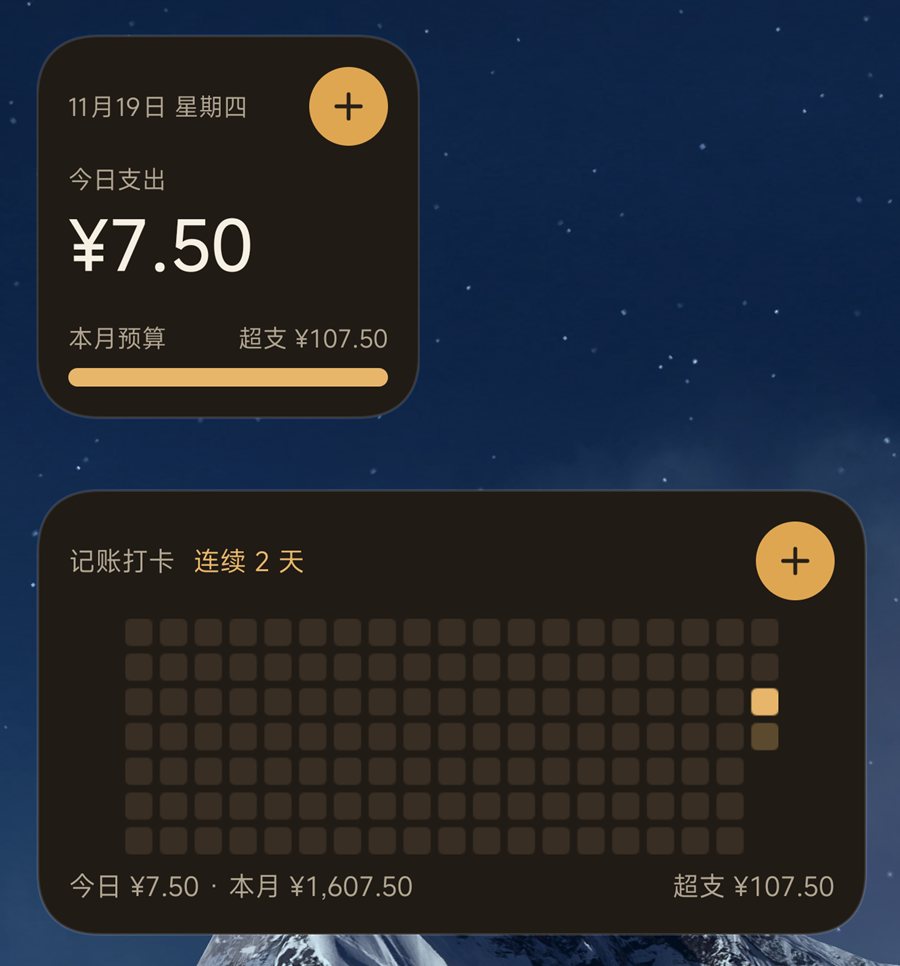 11月19日 星期四
今日支出
¥7.50
本月预算 超支 ¥107.50
记账打卡 连续 2 天
今日 ¥7.50 · 本月 ¥1,607.50 超支 ¥107.50